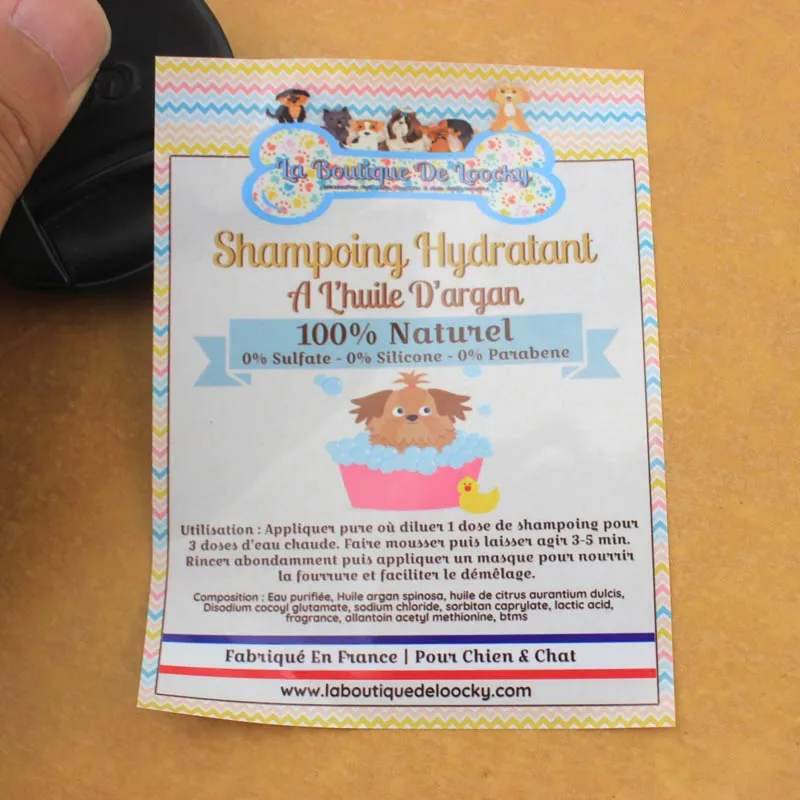 La Boutique De Loocky
Shampoing Hydratant
A L'huile D'argan
100% Naturel
0% Sulfate - 0% Silicone - 0% Parabene
Utilisation : Appliquer pure où diluer 1 dose de shampoing pour
3 doses d'eau chaude. Faire mousser puis laisser agir 3-5 min.
Rincer abondamment puis appliquer un masque pour nourrir
la fourrure et faciliter le démêlage.
Composition : Eau purifiée, Huile argan spinosa, huile de citrus aurantium dulcis,
Disodium cocoyl glutamate, sodium chloride, sorbitan caprylate, lactic acid,
fragrance, allantoin acetyl methionine, btms
Fabriqué En France | Pour Chien & Chat
www.laboutiquedeloocky.com